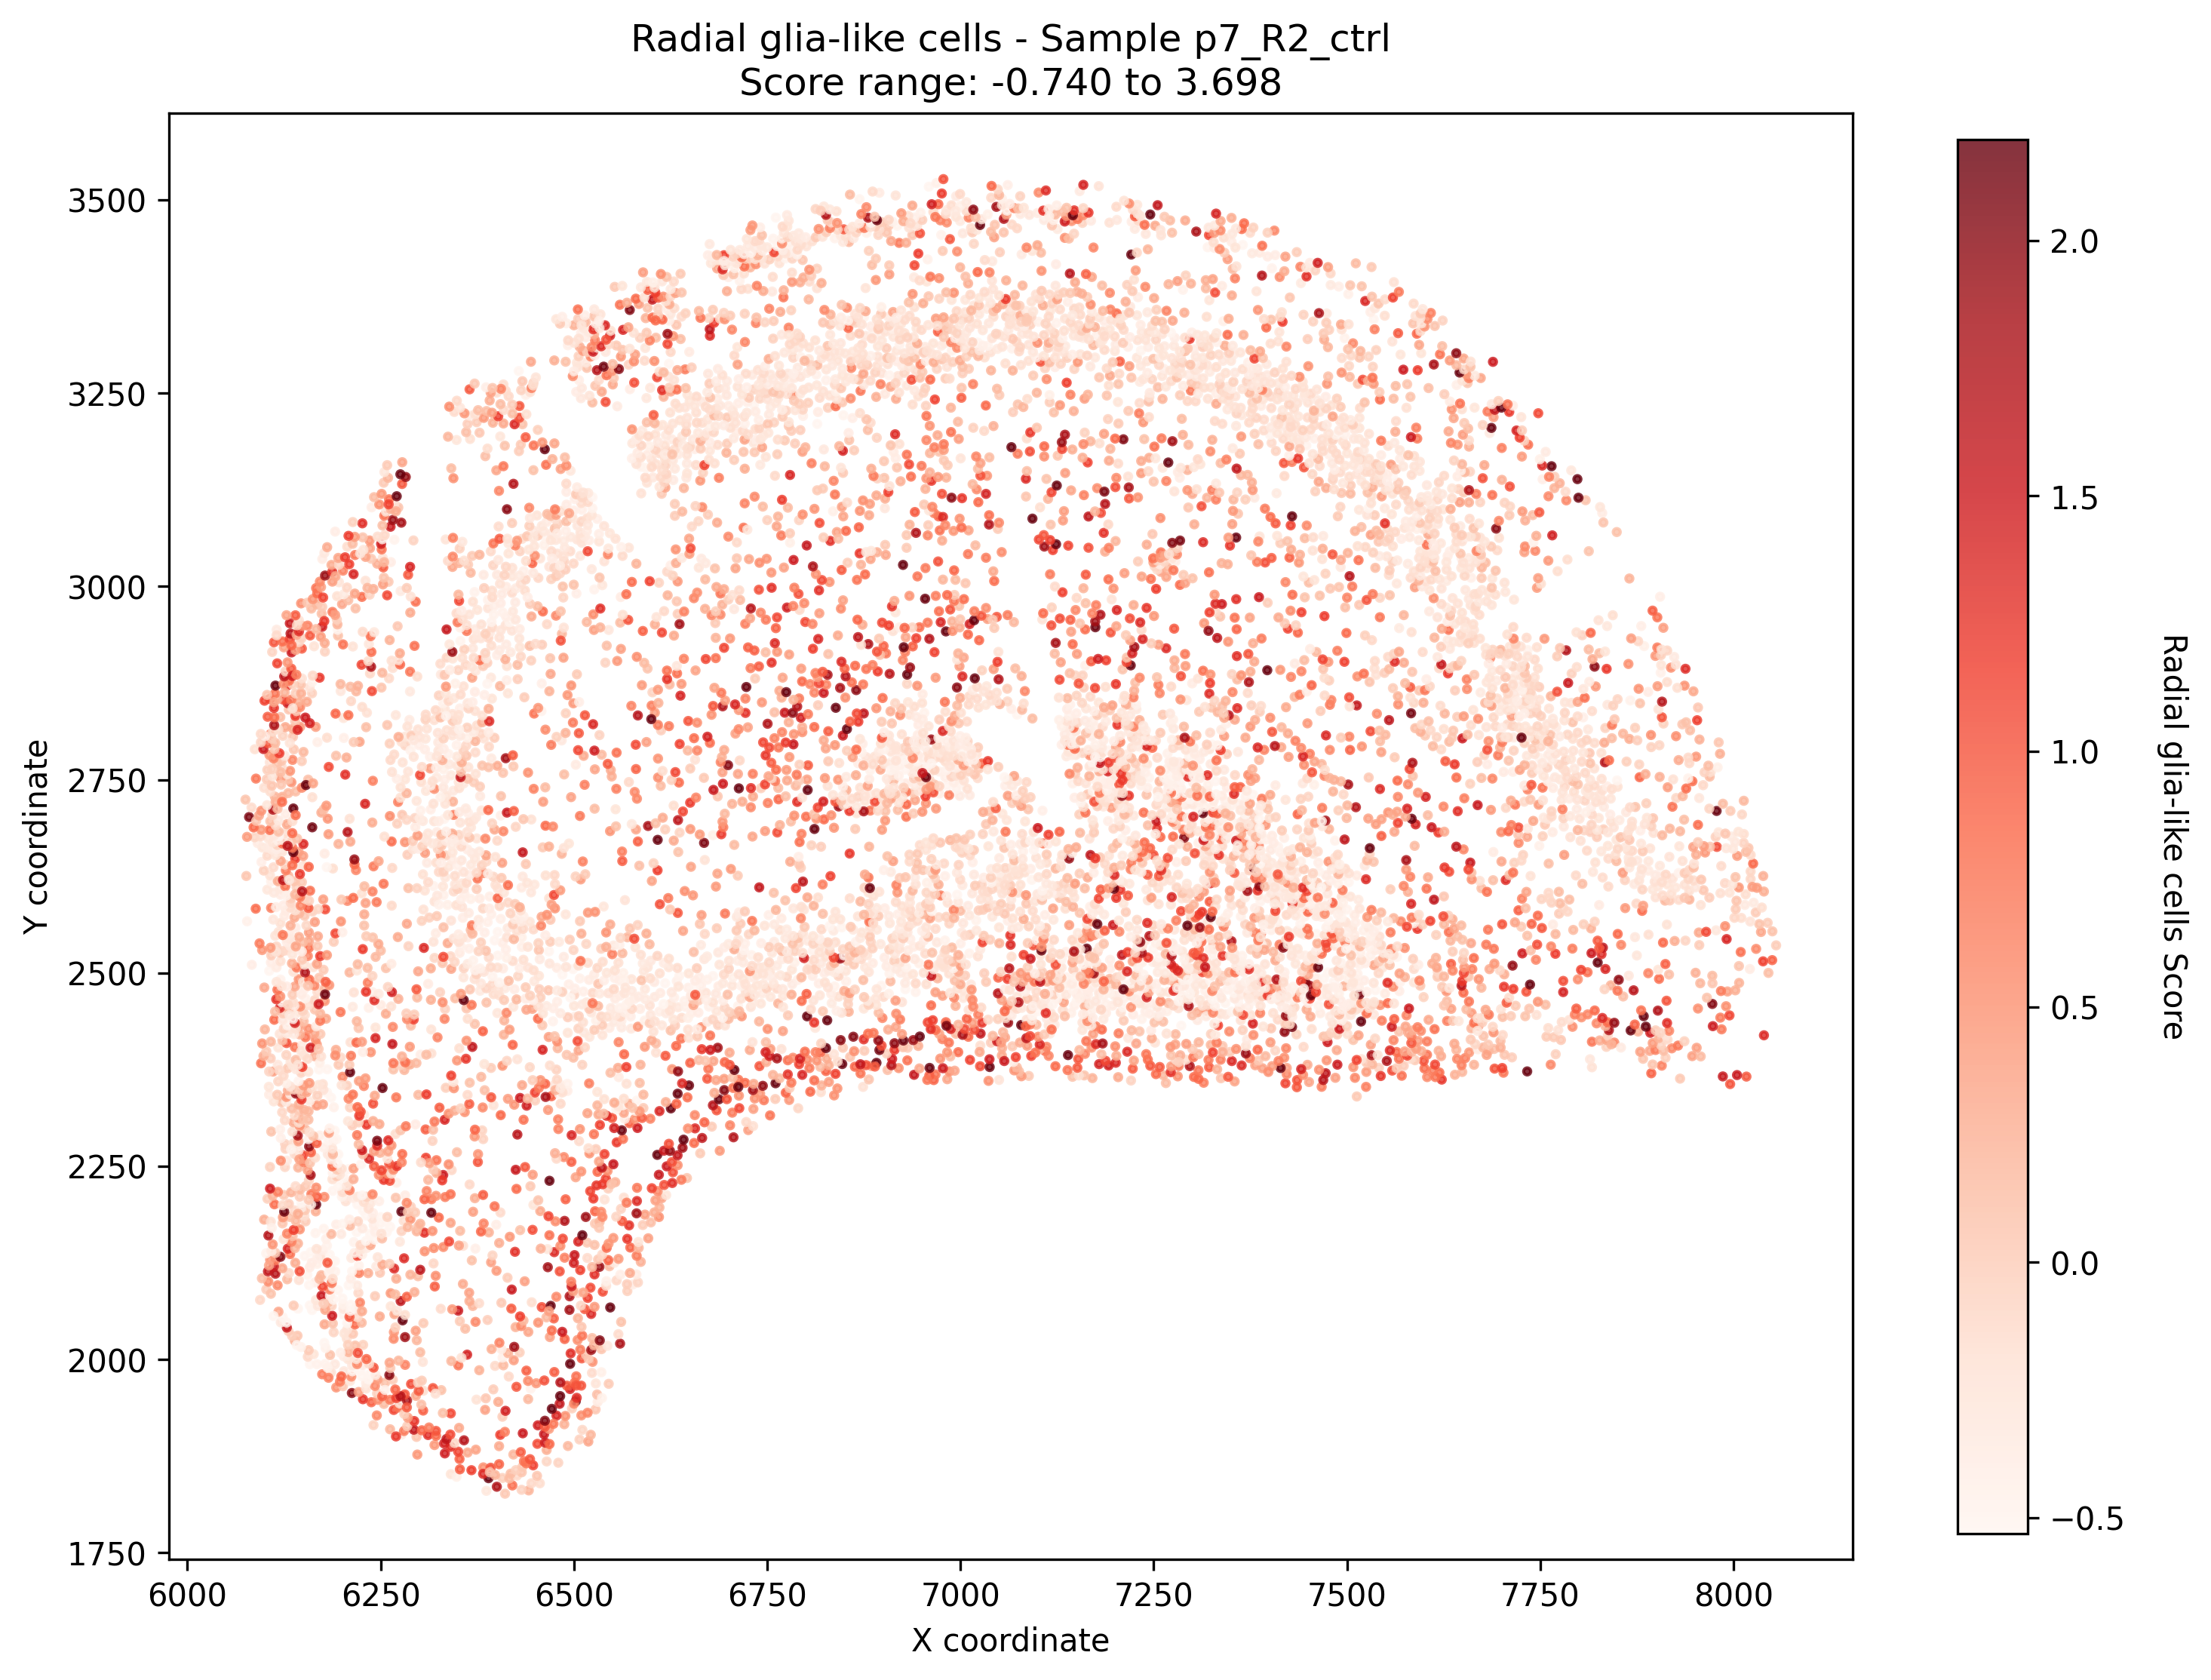 Radial glia-like cells - Sample p7_R2_ctrl
Score range: -0.740 to 3.698
Y coordinate
3500
3250
3000
2750
2500
2250
2000
1750
6000 6250 6500 6750 7000 7250 7500 7750 8000
X coordinate
2.0
1.5
1.0
0.5
0.0
−0.5
Radial glia-like cells Score